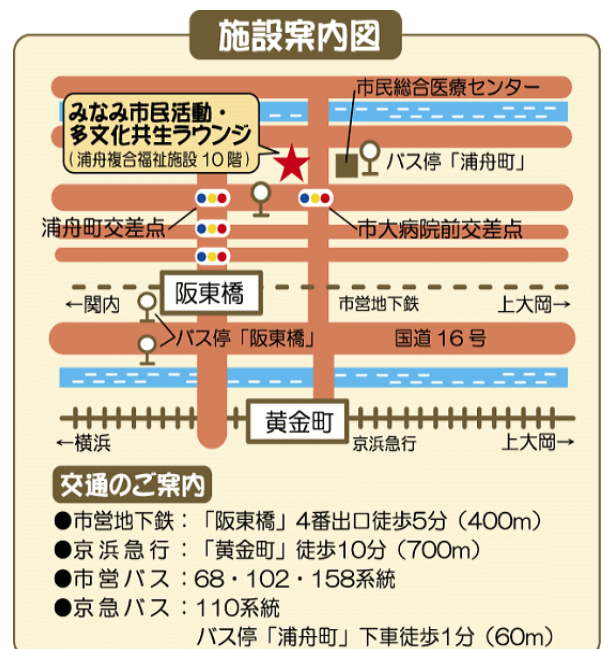 施設案内図
市民総合医療センター
みなみ市民活動・
多文化共生ラウンジ
(浦舟複合福祉施設10階)
バス停「浦舟町」
浦舟町交差点
市大病院前交差点
阪東橋
←関内
市営地下鉄
上大岡→
バス停「阪東橋」
国道16号
黄金町
←横浜
京浜急行
上大岡→
交通のご案内
●市営地下鉄：「阪東橋」4番出口徒歩5分（400m）
●京浜急行：「黄金町」徒歩10分（700m）
●市営バス：68・102・158系統
●京急バス：110系統
バス停「浦舟町」下車徒歩1分（60m）